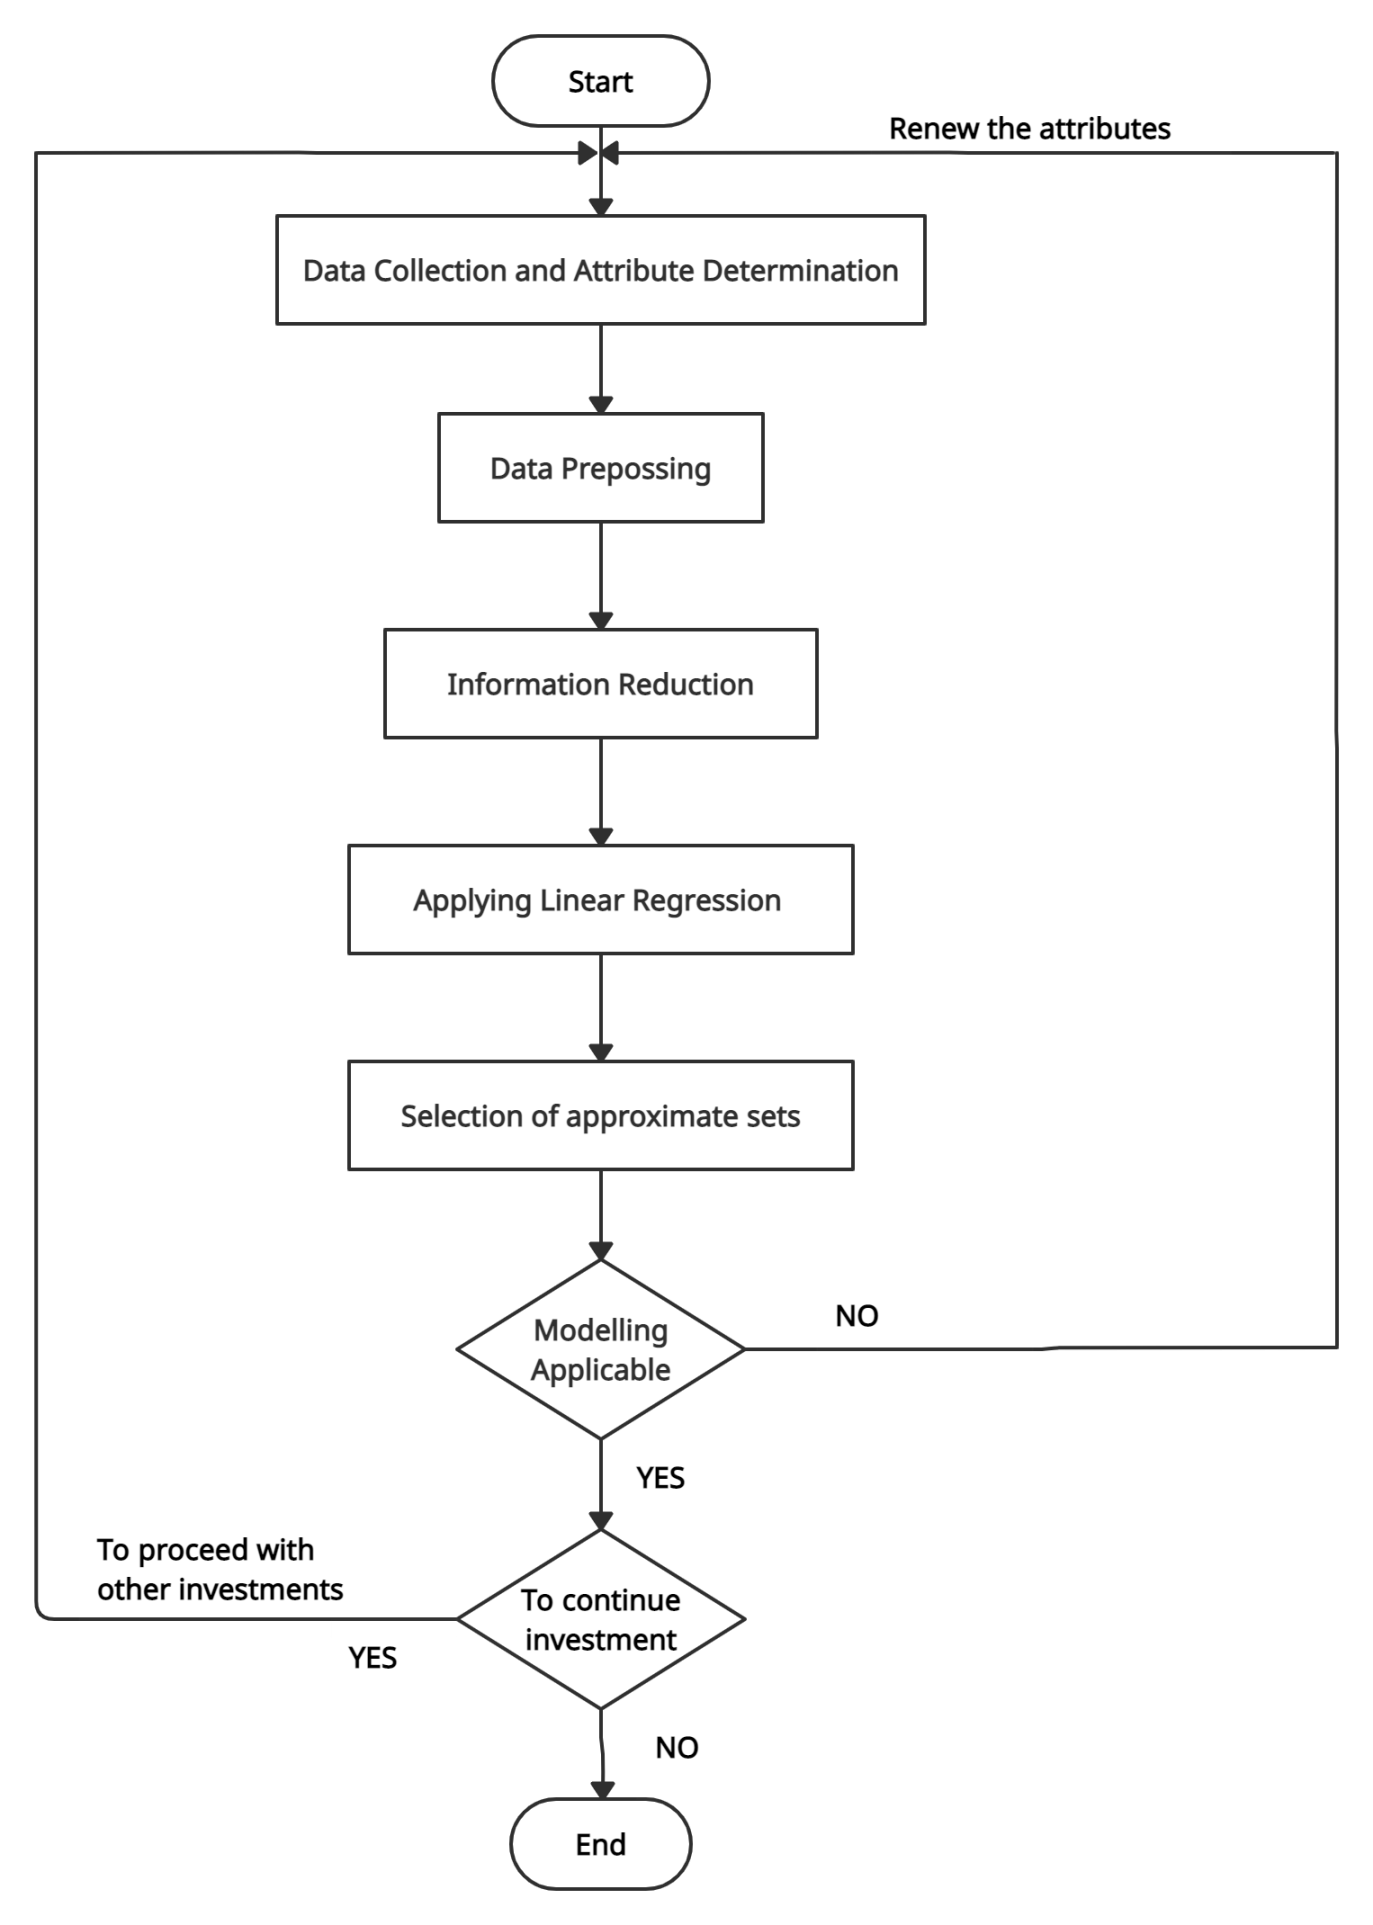 Start
Renew the attributes
Data Collection and Attribute Determination
Data Prepossing
Information Reduction
Applying Linear Regression
Selection of approximate sets
Modelling
Applicable
NO
YES
To proceed with
other investments
To continue
investment
YES
NO
End